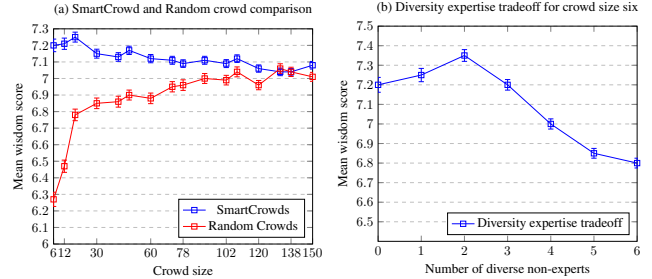 (a) SmartCrowd and Random crowd comparison
7.3
7.2
7.1
7
6.9
6.8
6.7
6.6
6.5
6.4
6.3
6.2
6.1
6
Mean wisdom score
SmartCrowds
Random Crowds
6 12 30 60 78 102 120 138 150
Crowd size
(b) Diversity expertise tradeoff for crowd size six
7.5
7.4
7.3
7.2
7.1
7
6.9
6.8
6.7
6.6
6.5
Mean wisdom score
Diversity expertise tradeoff
0 1 2 3 4 5 6
Number of diverse non-experts